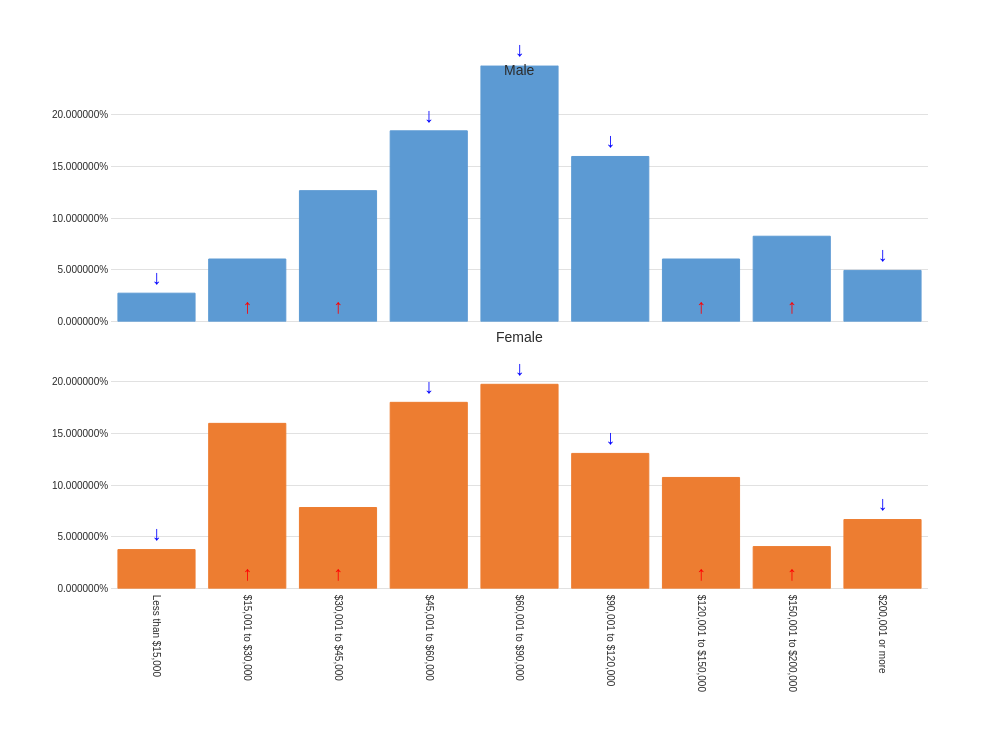 ↓
Male
20.000000%
↓
↓
15.000000%
10.000000%
5.000000%
↓
↓
↑
↑
↑
↑
0.000000%
Female
↓
20.000000%
↓
15.000000%
↓
10.000000%
↓
5.000000%
↓
↑
↑
↑
↑
0.000000%
Less than $15,000
$15,001 to $30,000
$30,001 to $45,000
$45,001 to $60,000
$60,001 to $90,000
$90,001 to $120,000
$120,001 to $150,000
$150,001 to $200,000
$200,001 or more